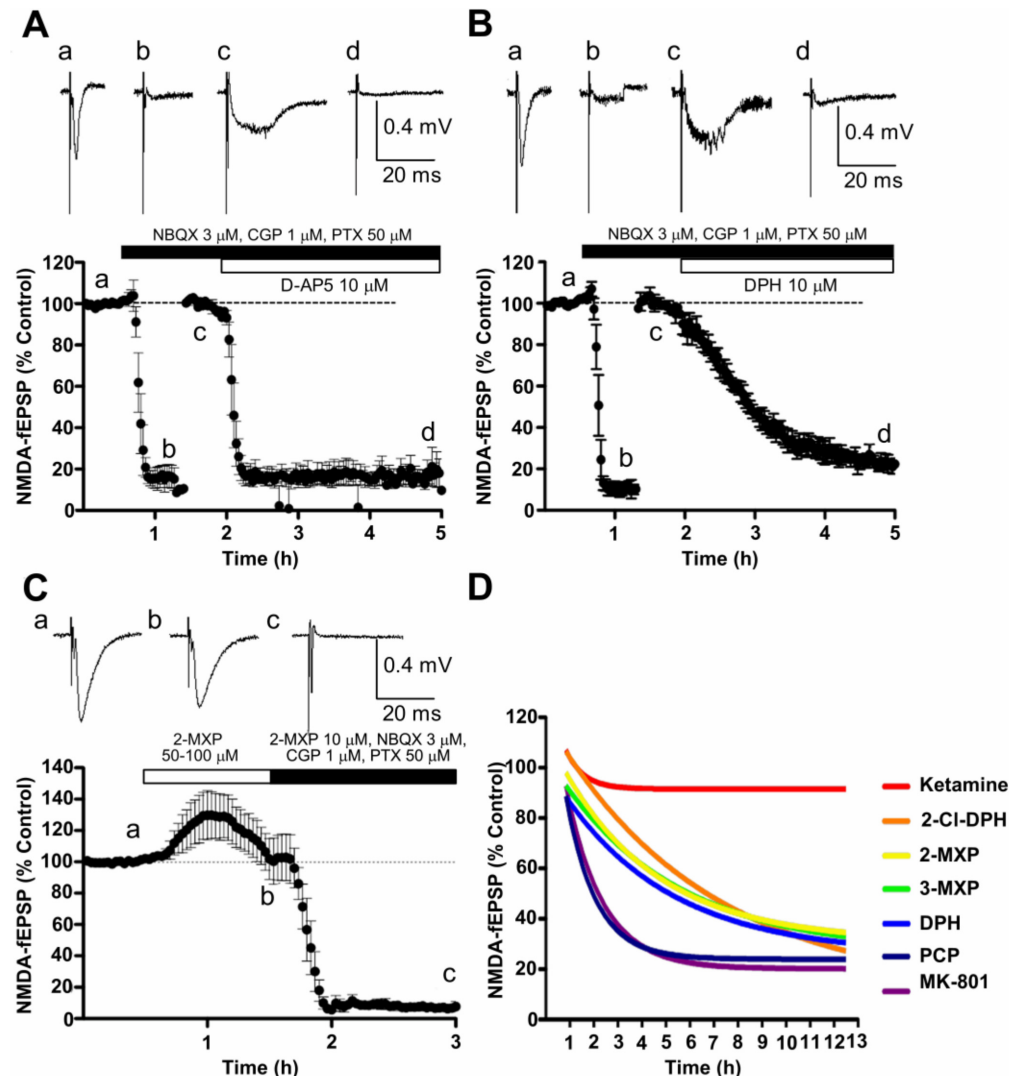 A
B
a b c d
a b c d
0.4 mV
20 ms
0.4 mV
20 ms
NBQX 3 μM, CGP 1 μM, PTX 50 μM
D-AP5 10 μM
NMDA-fEPSP (% Control)
120
100
80
60
40
20
0
a
b
c
d
1 2 3 4 5
Time (h)
NBQX 3 μM, CGP 1 μM, PTX 50 μM
DPH 10 μM
NMDA-fEPSP (% Control)
120
100
80
60
40
20
0
a
b
c
d
1 2 3 4 5
Time (h)
C
a b c
0.4 mV
20 ms
2-MXP
50-100 μM
2-MXP 10 μM, NBQX 3 μM,
CGP 1 μM, PTX 50 μM
NMDA-fEPSP (% Control)
140
120
100
80
60
40
20
0
a
b
c
1 2 3
Time (h)
D
NMDA-fEPSP (% Control)
120
100
80
60
40
20
0
1 2 3 4 5 6 7 8 9 10 11 12 13
Time (h)
Ketamine
2-Cl-DPH
2-MXP
3-MXP
DPH
PCP
MK-801